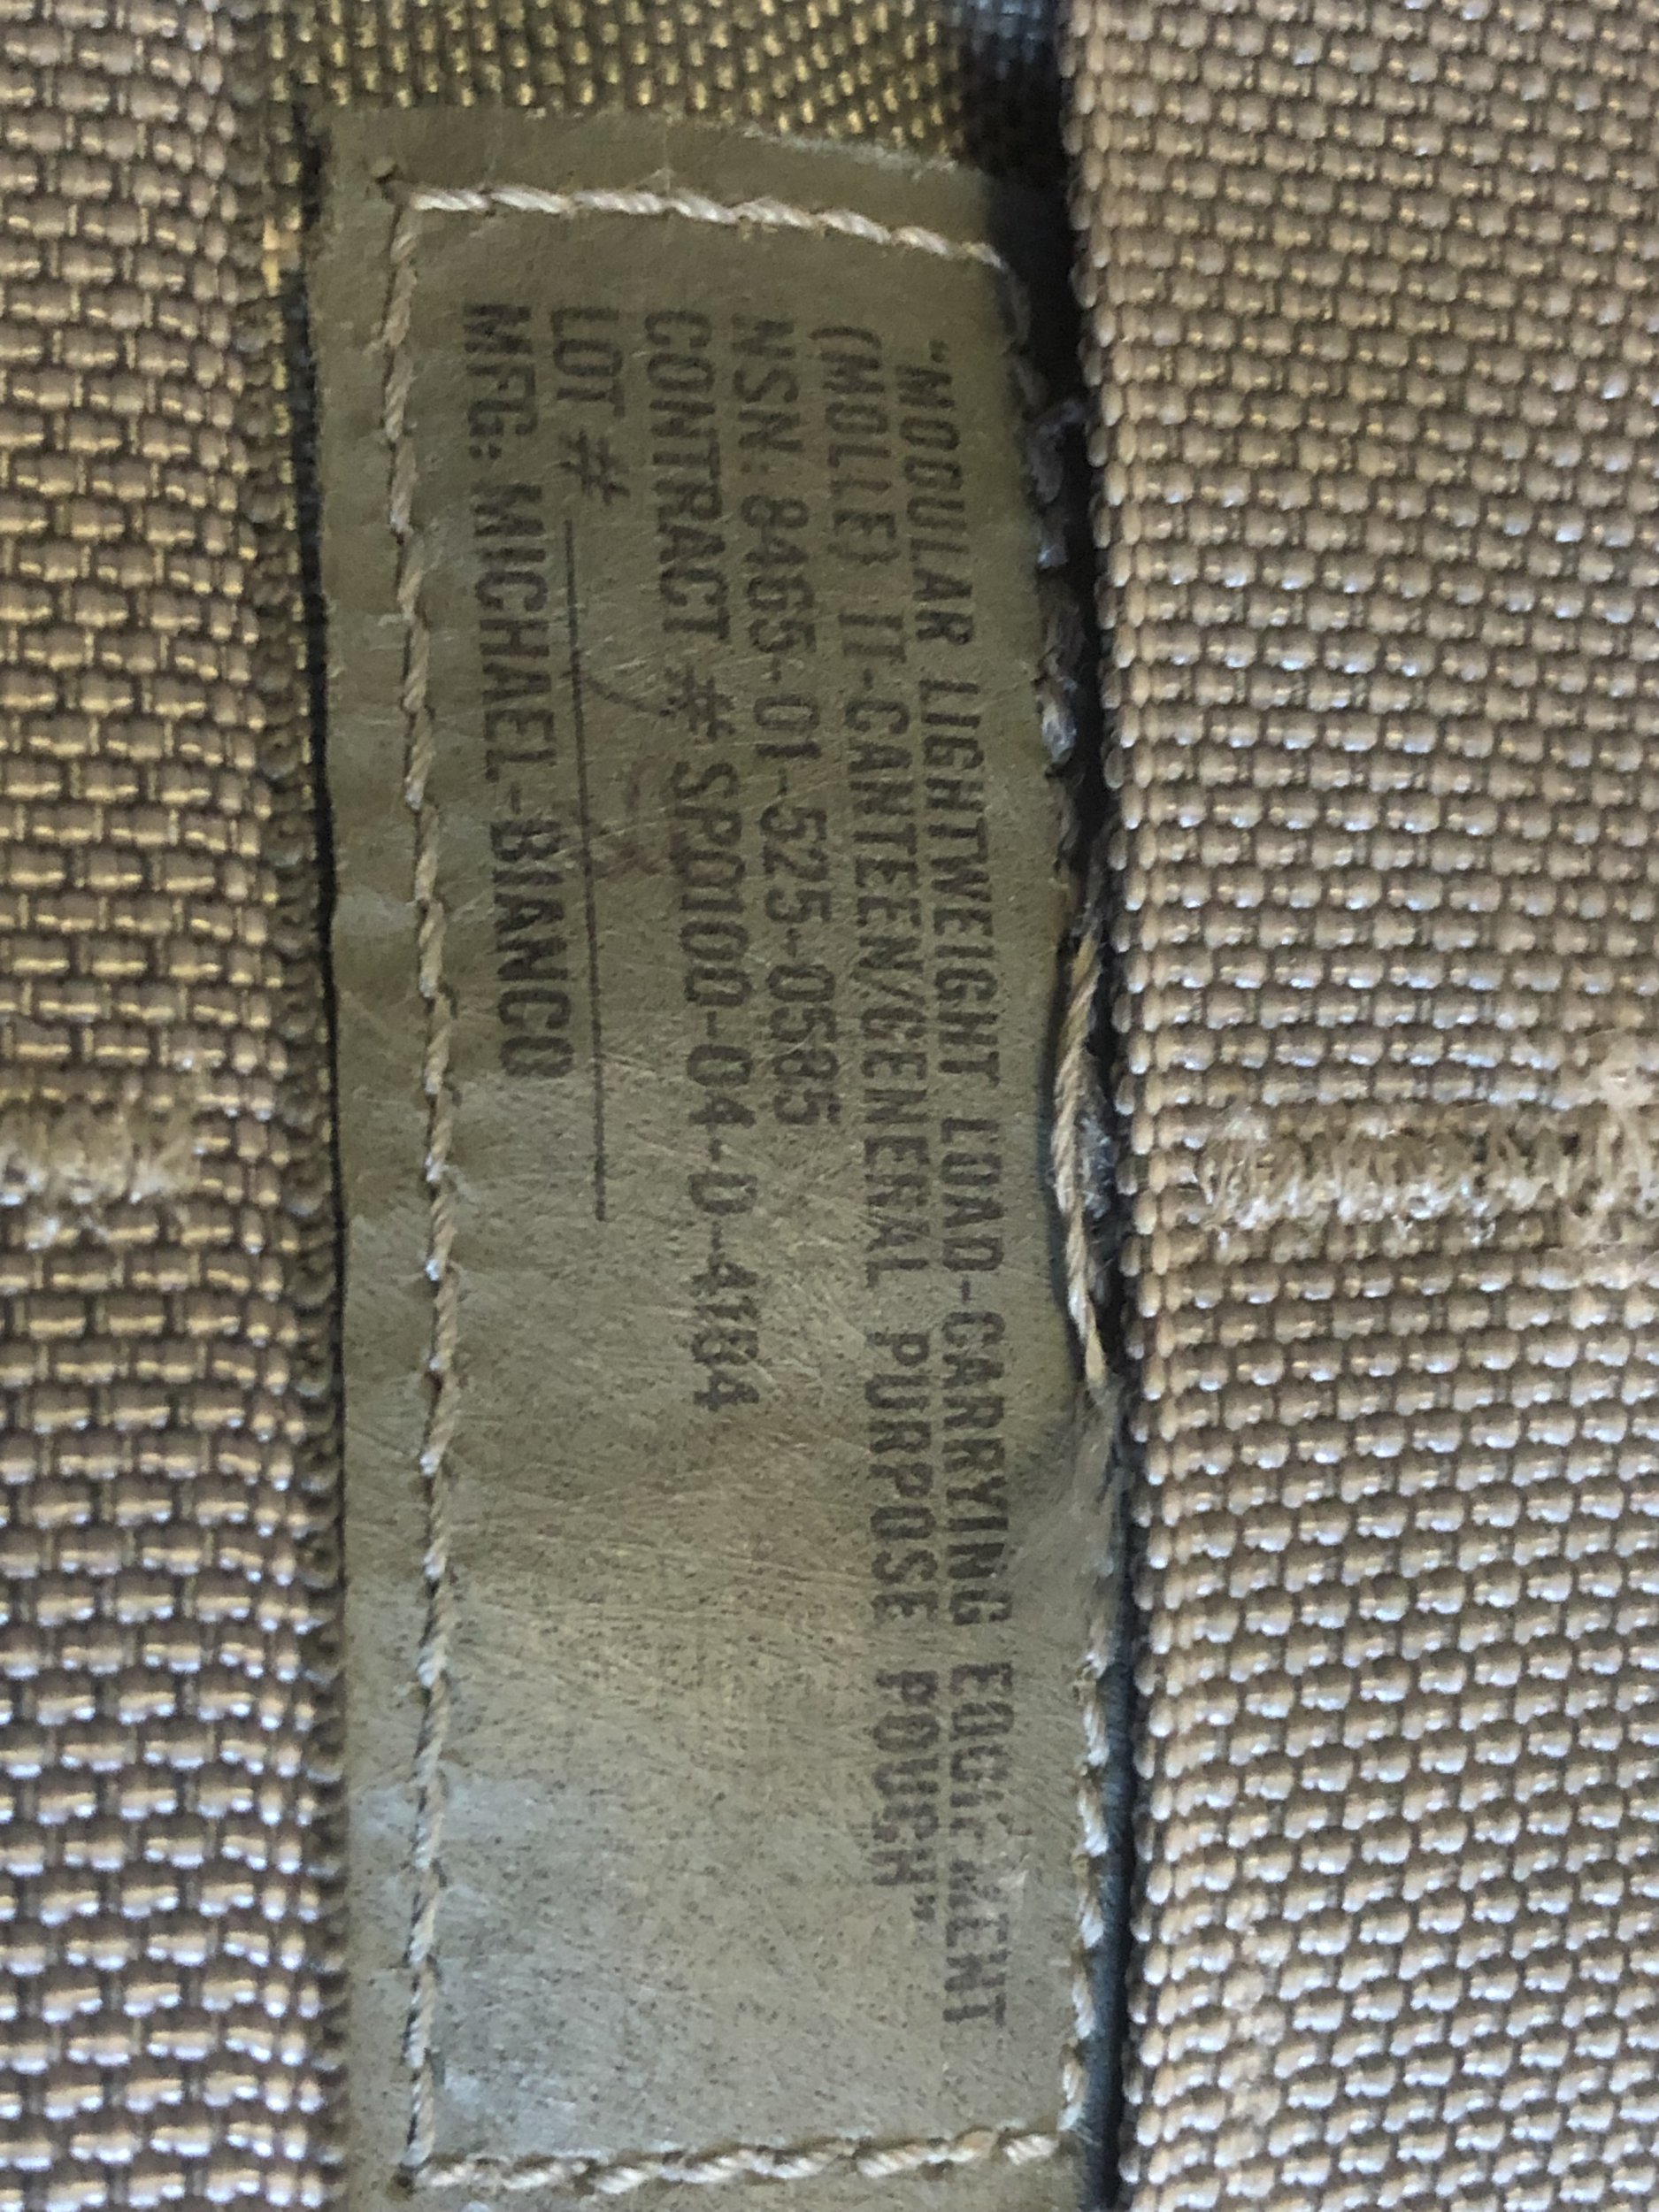 "MODULAR LIGHTWEIGHT LOAD-CARRYING EQUIPMENT
(MOLLE) II-CANTEEN/GENERAL PURPOSE POUCH"
NSN: 8465-01-525-0585
CONTRACT # SP0100-04-D-4184
LOT #
MFG: MICHAEL-BIANCO